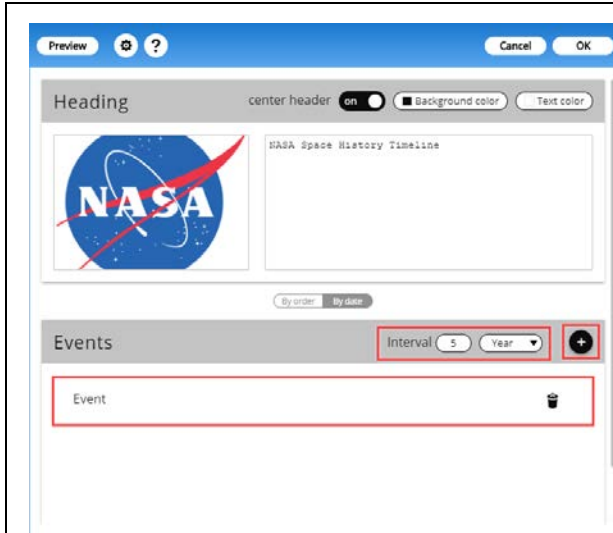 Preview ? Cancel OK
Heading center header on Background color Text color
NASA
NASA Space History Timeline
By order By date
Events Interval 5 Year +
Event